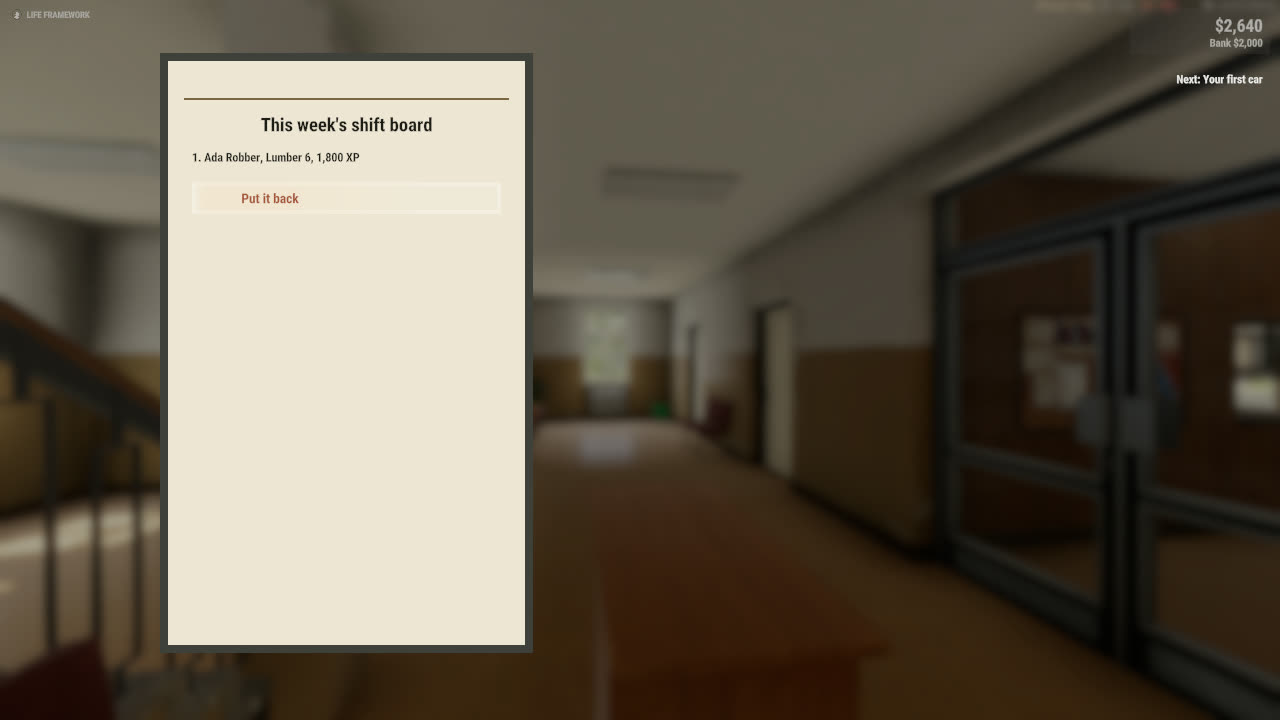 LIFE FRAMEWORK
$2,640
Bank $2,000
Next: Your first car
This week's shift board
1. Ada Robber, Lumber 6, 1,800 XP
Put it back